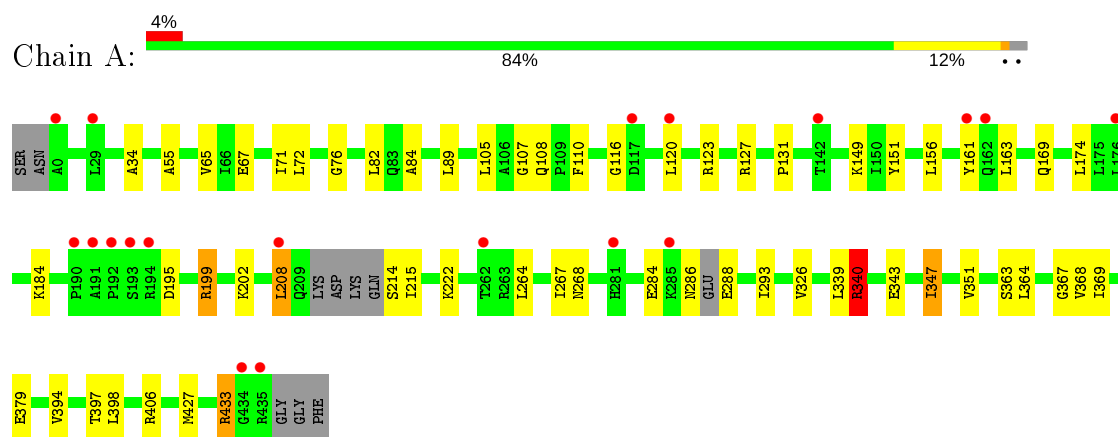 4%
Chain A:
84% 12% • •
SER ASN A0 L29 A34 A55 V65 I66 E67 I71 L72 G76 L82 Q83 A84 L89 L105 A106 G107 Q108 P109 F110 G116 D117 L120 R123 R127 P131 T142 K149 I150 Y151 L156 Y161 Q162 L163 Q169 L174 L175 L176
K184 P190 A191 P192 S193 R194 D195 R199 K202 L208 Q209 LYS ASP LYS GLN S214 I215 K222 T262 R263 L264 I267 N268 H281 E284 K285 N286 GLU E288 I293 V326 L339 R340 E343 I347 V351 S363 L364 G367 V368 I369
E379 V394 T397 L398 R406 M427 R433 G434 R435 GLY GLY PHE